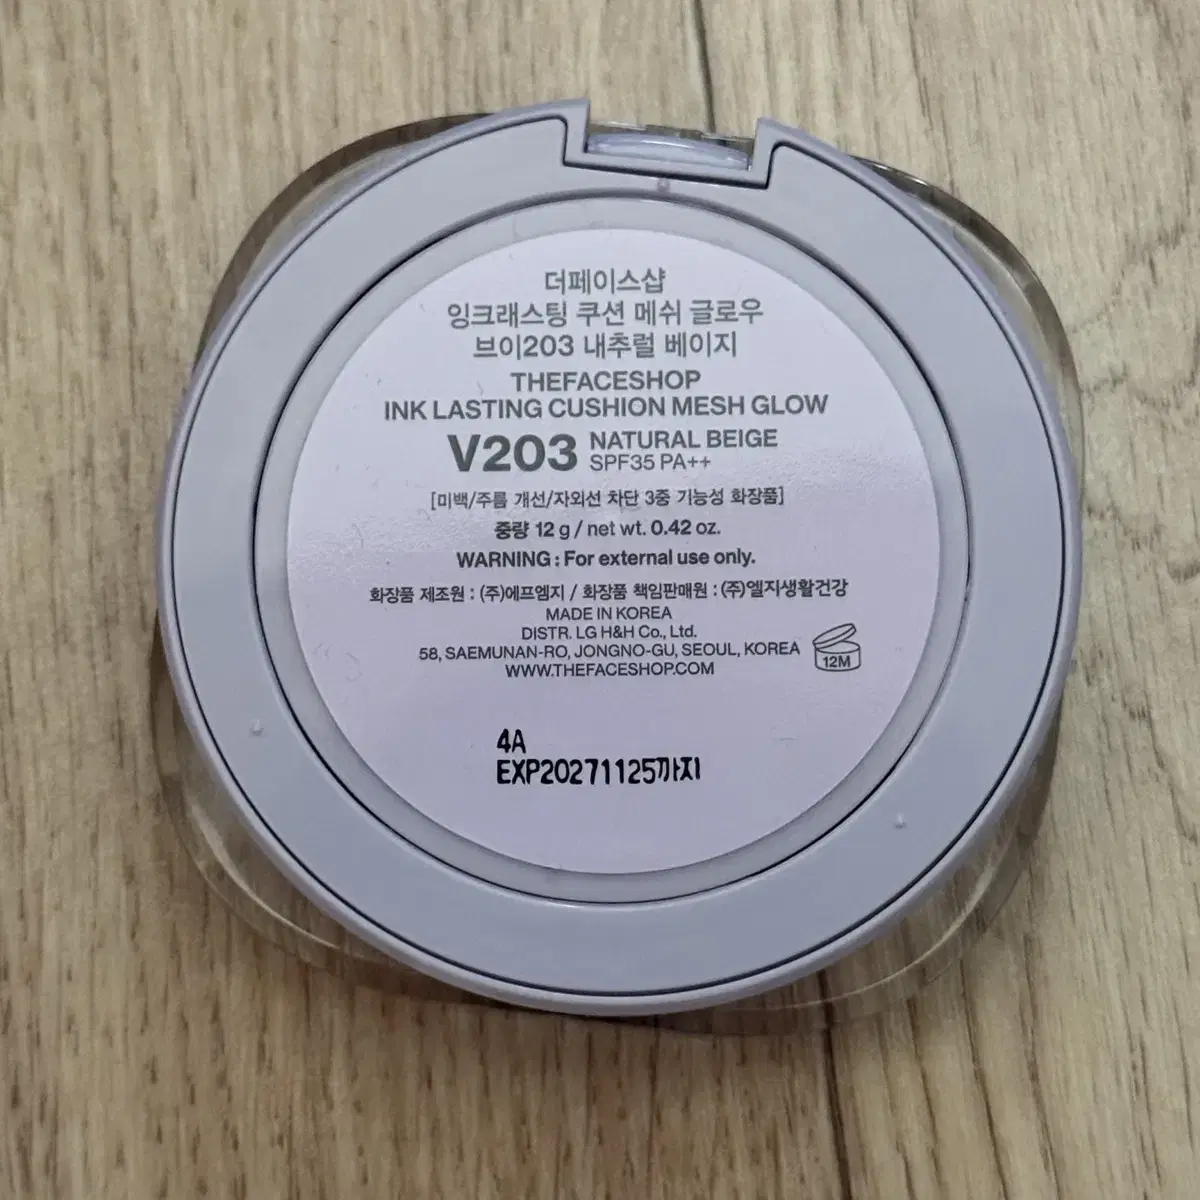 더페이스샵
잉크래스팅 쿠션 메쉬 글로우
브이203 내추럴 베이지
THEFACESHOP
INK LASTING CUSHION MESH GLOW
V203 NATURAL BEIGE
SPF35 PA++
[미백/주름 개선/자외선 차단 3중 기능성 화장품]
중량 12 g / net wt. 0.42 oz.
WARNING : For external use only.
화장품 제조원 : (주)에프엠지 / 화장품 책임판매원 : (주)엘지생활건강
MADE IN KOREA
DISTR. LG H&H Co., Ltd.
58, SAEMUNAN-RO, JONGNO-GU, SEOUL, KOREA
WWW.THEFACESHOP.COM
12M
4A
EXP20271125까지